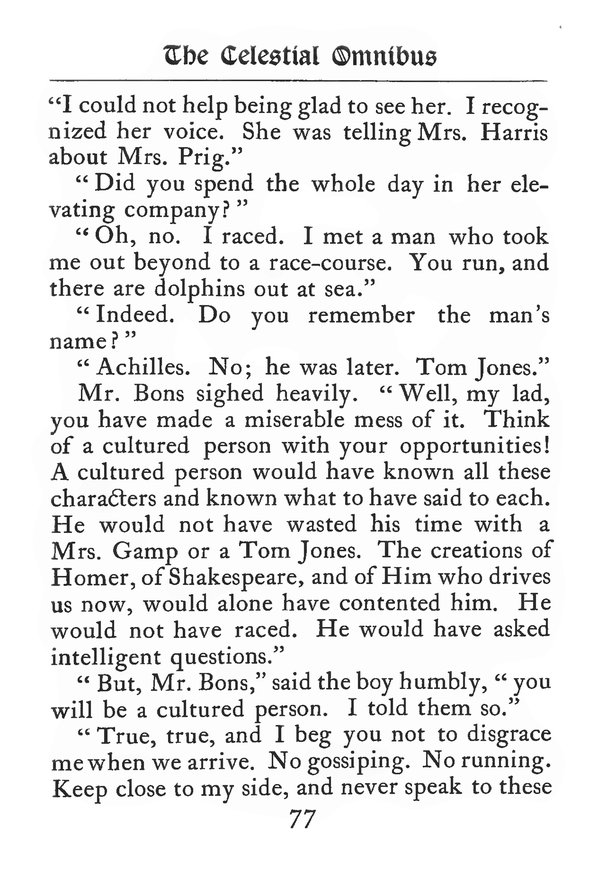 The Celestial Omnibus
“I could not help being glad to see her. I recog-
nized her voice. She was telling Mrs. Harris
about Mrs. Prig.”
“Did you spend the whole day in her ele-
vating company?”
“Oh, no. I raced. I met a man who took
me out beyond to a race-course. You run, and
there are dolphins out at sea.”
“Indeed. Do you remember the man's
name?”
“Achilles. No; he was later. Tom Jones.”
Mr. Bons sighed heavily. “Well, my lad,
you have made a miserable mess of it. Think
of a cultured person with your opportunities!
A cultured person would have known all these
characters and known what to have said to each.
He would not have wasted his time with a
Mrs. Gamp or a Tom Jones. The creations of
Homer, of Shakespeare, and of Him who drives
us now, would alone have contented him. He
would not have raced. He would have asked
intelligent questions.”
“But, Mr. Bons,” said the boy humbly, “you
will be a cultured person. I told them so.”
“True, true, and I beg you not to disgrace
me when we arrive. No gossiping. No running.
Keep close to my side, and never speak to these
77